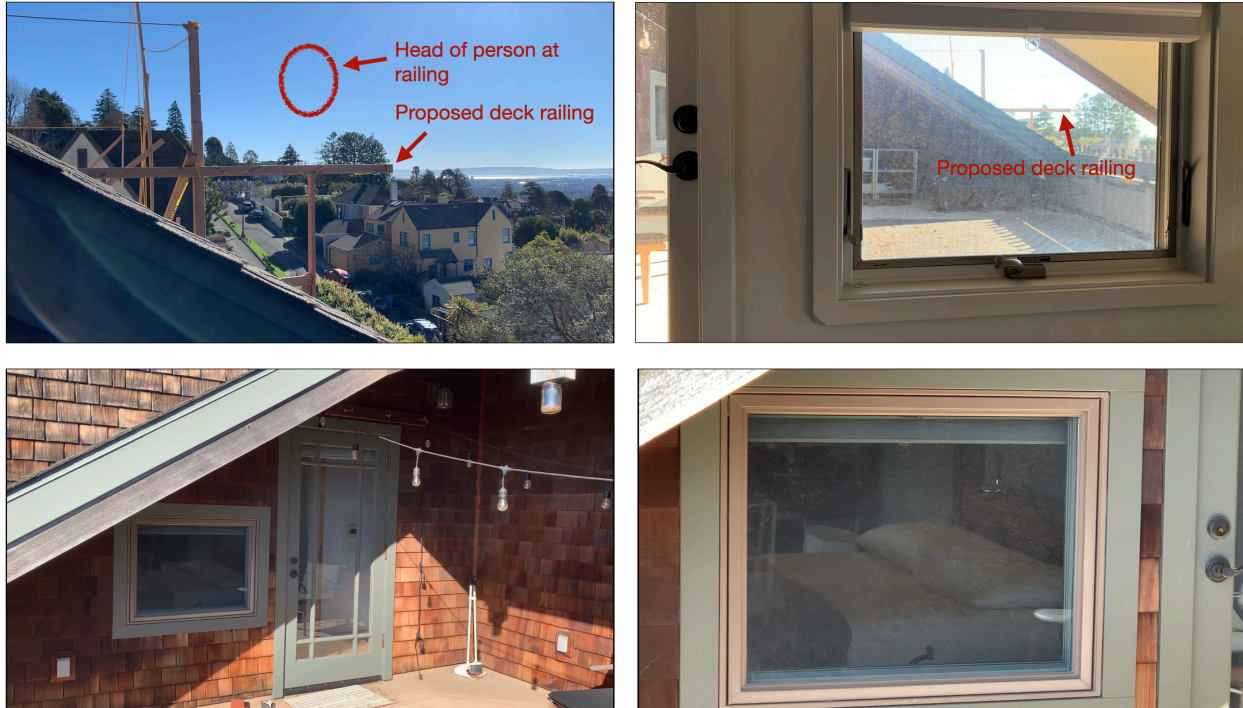 Head of person at
railing
Proposed deck railing
Proposed deck railing